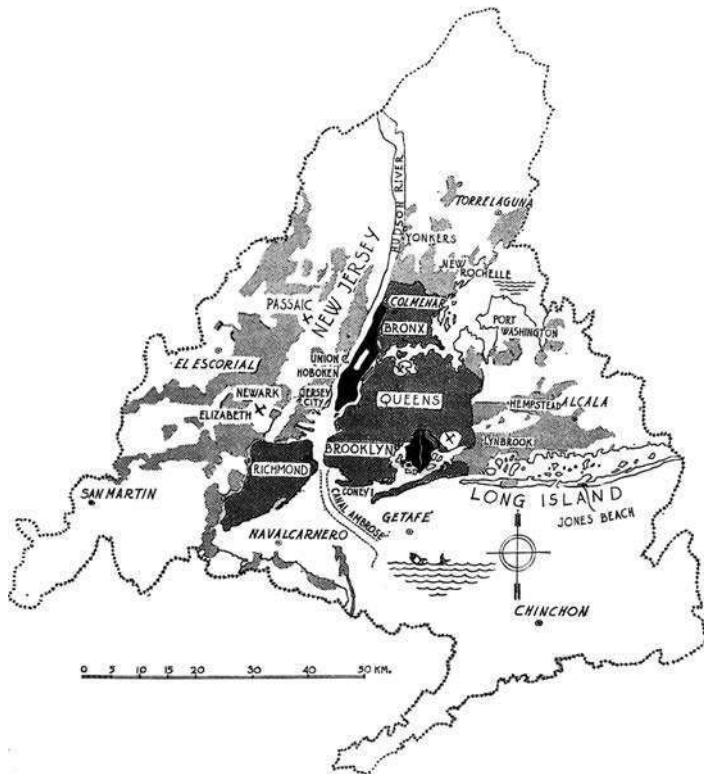 HUDSON RIVER
TORRELAGUNA
YONKERS
NEW
ROCHELLE
NEW JERSEY
COLMENAR
PASSAIC
BRONX
PORT
WASHINGTON
UNION
EL ESCORIAL
HOBOKEN
NEWARK
JERSEY
CITY
QUEENS
HEMPSTEAD
ALCALA
ELIZABETH
BROOKLYN
LYNBROOK
RICHMOND
SAN MARTIN
CONEY I
LONG ISLAND
CANAL AMBROSE
GETAFE
JONES BEACH
NAVALCARNERO
CHINCHON
0 5 10 20 30 40 50 KM.